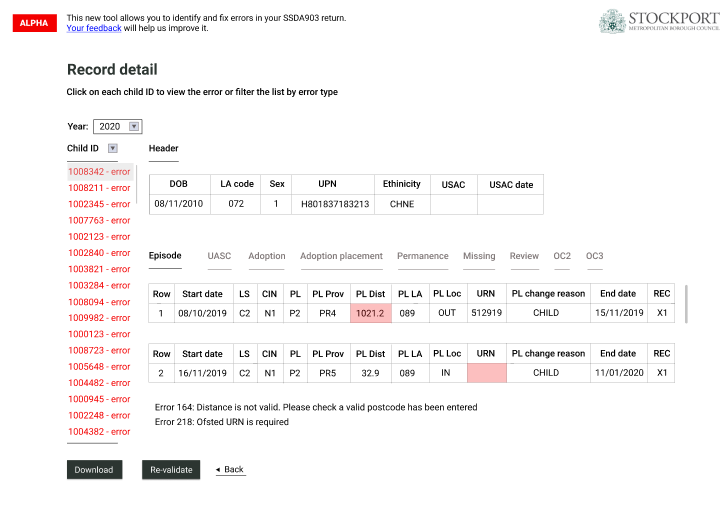 ALPHA
This new tool allows you to identify and fix errors in your SSDA903 return.
Your feedback will help us improve it.
STOCKPORT
METROPOLITAN BOROUGH COUNCIL
Record detail
Click on each child ID to view the error or filter the list by error type
Year: 2020
Child ID
1008342 - error
1008211 - error
1002345 - error
1007763 - error
1002123 - error
1002840 - error
1003821 - error
1003284 - error
1008094 - error
1009982 - error
1000123 - error
1008723 - error
1005648 - error
1004482 - error
1000945 - error
1002248 - error
1004382 - error
Header
DOB LA code Sex UPN Ethinicity USAC USAC date
08/11/2010 072 1 H801837183213 CHNE
Episode UASC Adoption Adoption placement Permanence Missing Review OC2 OC3
Row Start date LS CIN PL PL Prov PL Dist PL LA PL Loc URN PL change reason End date REC
1 08/10/2019 C2 N1 P2 PR4 1021.2 089 OUT 512919 CHILD 15/11/2019 X1
Row Start date LS CIN PL PL Prov PL Dist PL LA PL Loc URN PL change reason End date REC
2 16/11/2019 C2 N1 P2 PR5 32.9 089 IN CHILD 11/01/2020 X1
Error 164: Distance is not valid. Please check a valid postcode has been entered
Error 218: Ofsted URN is required
Download Re-validate Back